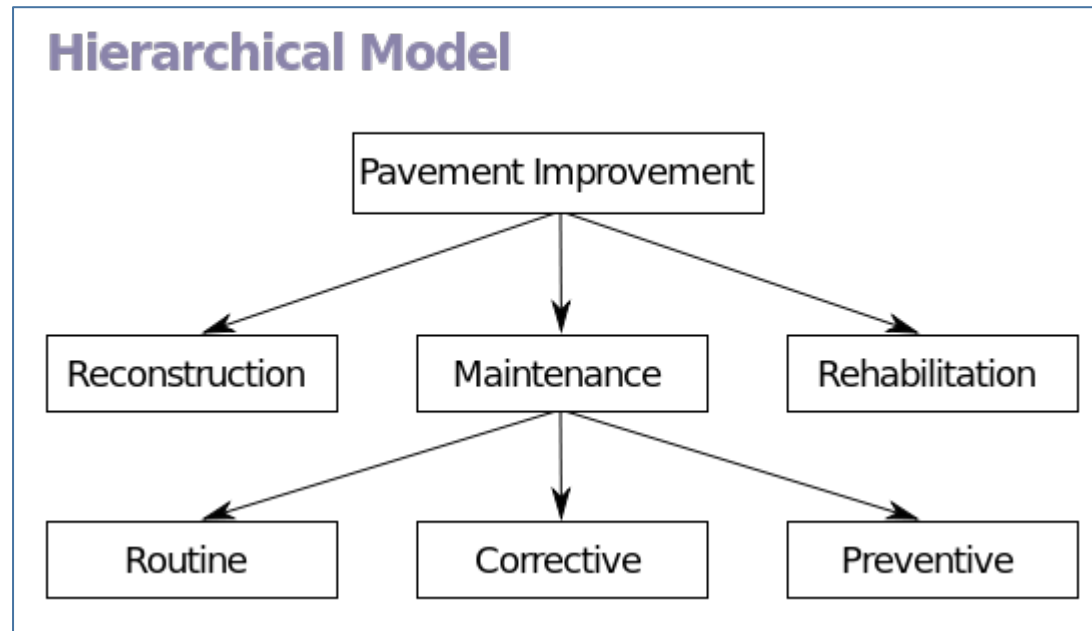 Hierarchical Model
Pavement Improvement
Reconstruction
Maintenance
Rehabilitation
Routine
Corrective
Preventive